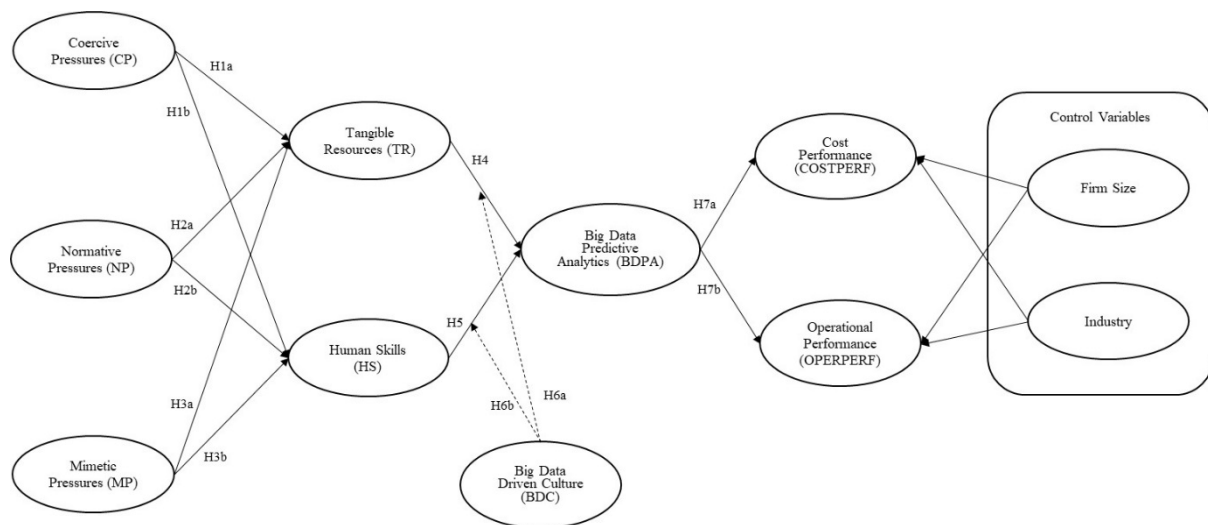 Coercive
Pressures (CP)
H1a
H1b
Tangible
Resources (TR)
H4
Cost
Performance
(COSTPERF)
Control Variables
Firm Size
H7a
Normative
Pressures (NP)
H2a
H2b
Big Data
Predictive
Analytics (BDPA)
H7b
Human Skills
(HS)
H5
Operational
Performance
(OPERPERF)
Industry
H3a
H3b
H6b
H6a
Mimetic
Pressures (MP)
Big Data
Driven Culture
(BDC)